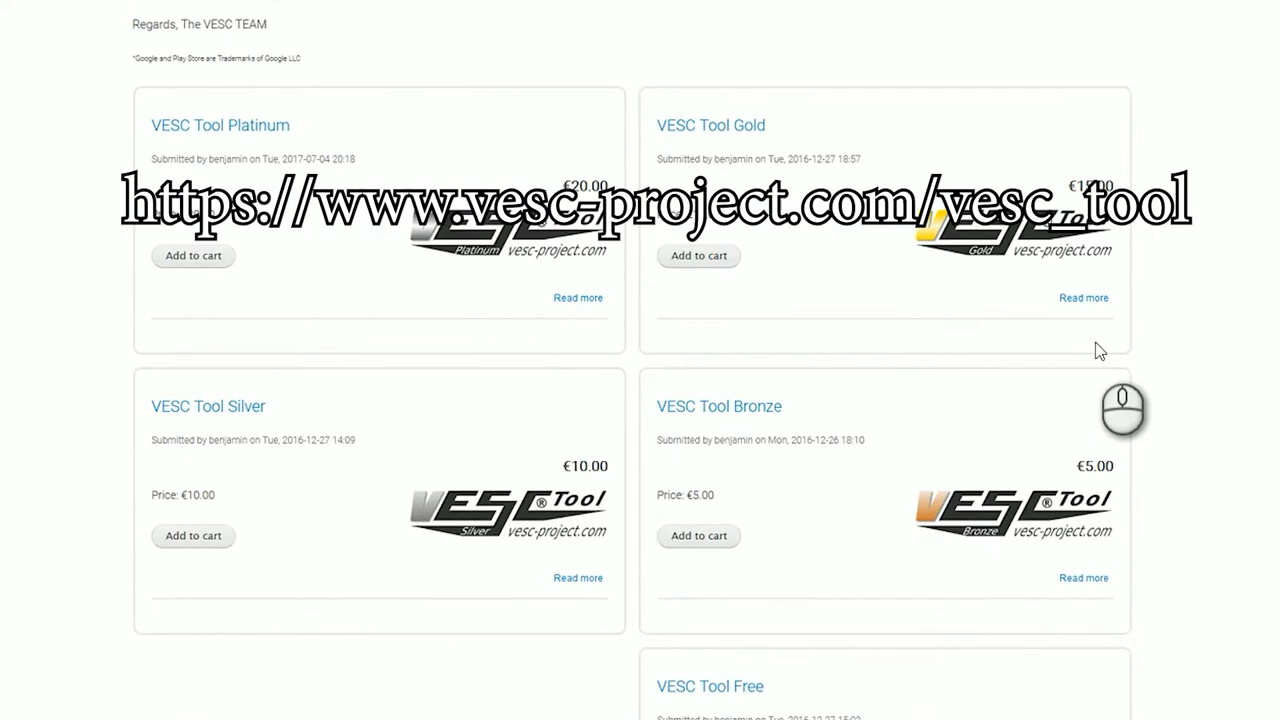 Regards, The VESC TEAM
*Google and Play Store are Trademarks of Google LLC
VESC Tool Platinum
Submitted by benjamin on Tue, 2017-07-04 20:18
€20.00
https://www.vesc-project.com/vesc_tool
Platinum vesc-project.com
Add to cart
Read more
VESC Tool Gold
Submitted by benjamin on Tue, 2016-12-27 18:57
VESC Tool
Gold vesc-project.com
Add to cart
Read more
VESC Tool Silver
Submitted by benjamin on Tue, 2016-12-27 14:09
€10.00
Price: €10.00
VESC® Tool
Silver vesc-project.com
Add to cart
Read more
VESC Tool Bronze
Submitted by benjamin on Mon, 2016-12-26 18:10
€5.00
Price: €5.00
VESC® Tool
Bronze vesc-project.com
Add to cart
Read more
VESC Tool Free